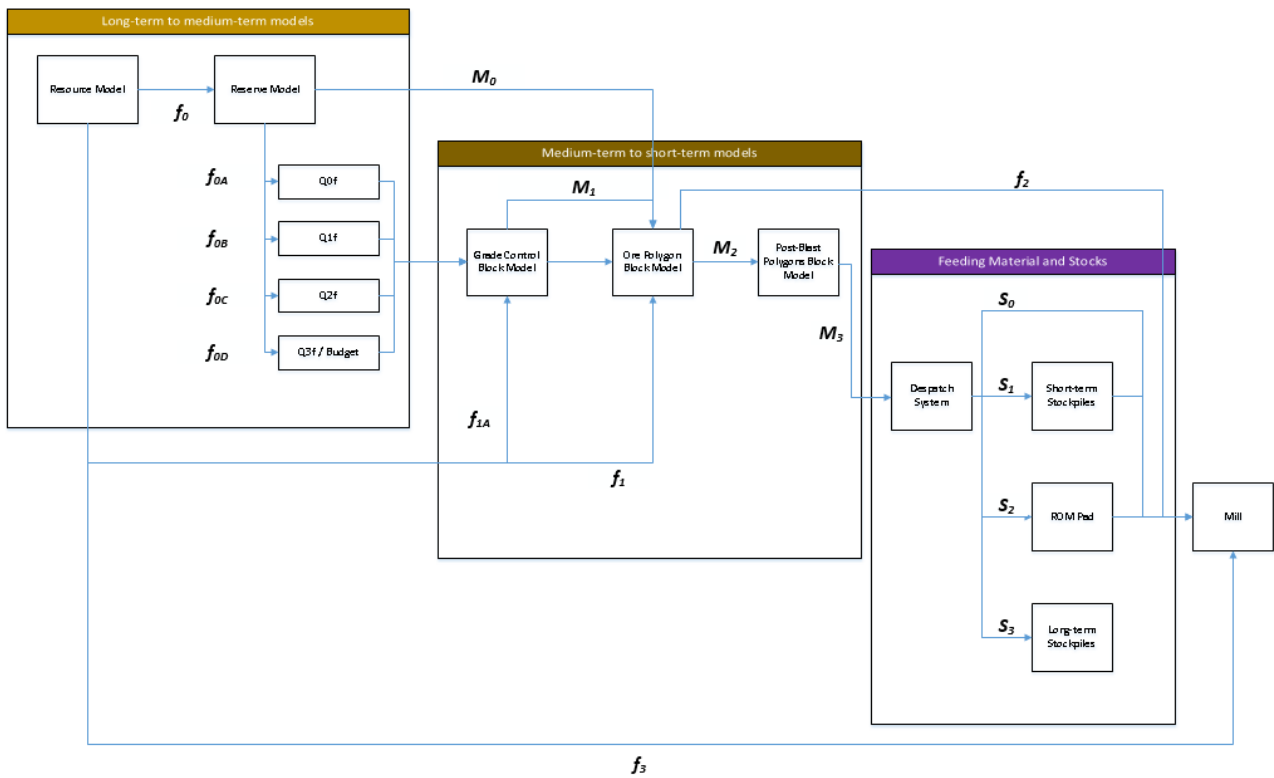 Long-term to medium-term models
Resource Model
Reserve Model
f0
M0
f0A
Q0f
f0B
Q1f
f0C
Q2f
f0D
Q3f / Budget
Medium-term to short-term models
M1
f2
Grade Control
Block Model
Ore Polygon
Block Model
M2
Post-Blast
Polygons Block
Model
M3
f1A
f1
Feeding Material and Stocks
S0
Despatch
System
S1
Short-term
Stockpiles
S2
ROM Pad
S3
Long-term
Stockpiles
Mill
f3